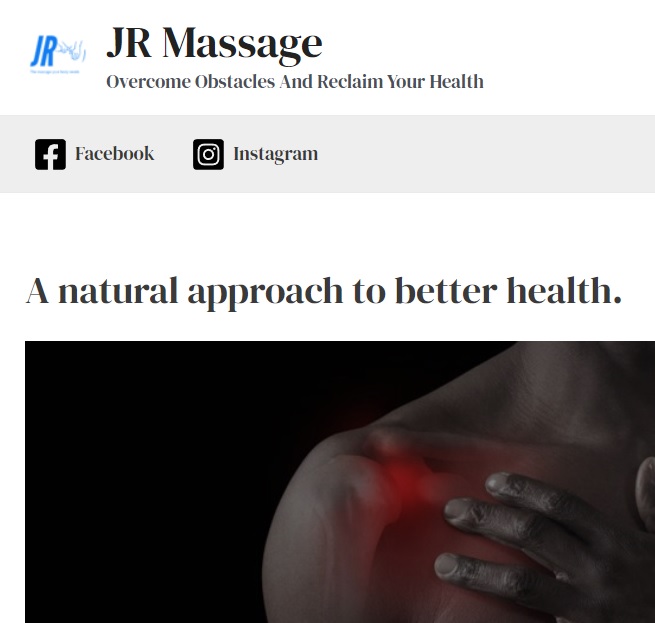 JR
JR Massage
Overcome Obstacles And Reclaim Your Health
Facebook
Instagram
A natural approach to better health.